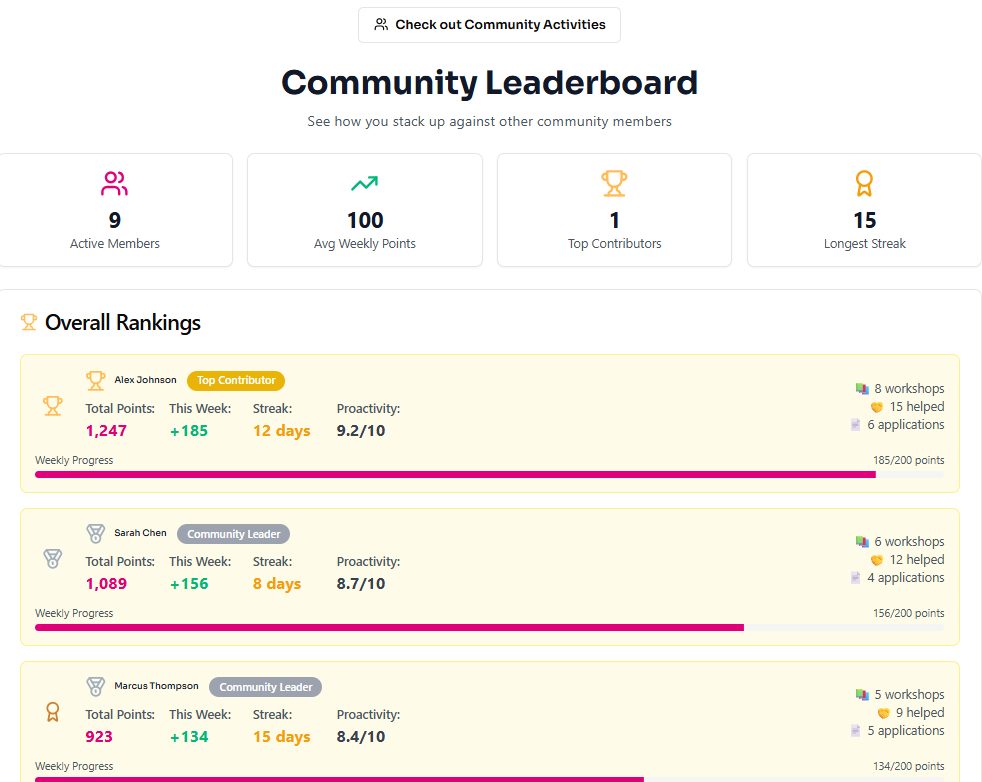 Check out Community Activities
Community Leaderboard
See how you stack up against other community members
9
Active Members
100
Avg Weekly Points
1
Top Contributors
15
Longest Streak
Overall Rankings
Alex Johnson Top Contributor
Total Points: This Week: Streak: Proactivity:
1,247 +185 12 days 9.2/10
8 workshops
15 helped
6 applications
Weekly Progress 185/200 points
Sarah Chen Community Leader
Total Points: This Week: Streak: Proactivity:
1,089 +156 8 days 8.7/10
6 workshops
12 helped
4 applications
Weekly Progress 156/200 points
Marcus Thompson Community Leader
Total Points: This Week: Streak: Proactivity:
923 +134 15 days 8.4/10
5 workshops
9 helped
5 applications
Weekly Progress 134/200 points